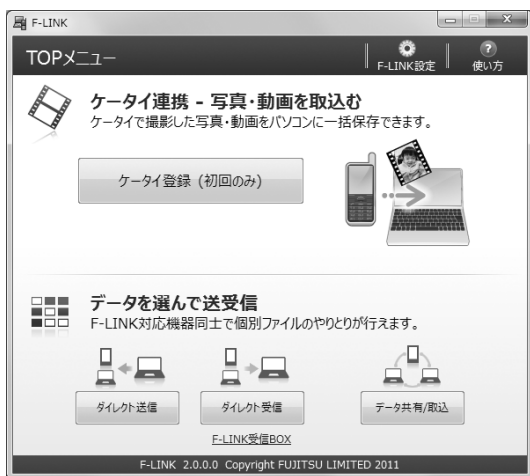 F-LINK
TOPメニュー
F-LINK設定
使い方
ケータイ連携 - 写真・動画を取込む
ケータイで撮影した写真・動画をパソコンに一括保存できます。
ケータイ登録 (初回のみ)
データを選んで送受信
F-LINK対応機器同士で個別ファイルのやりとりが行えます。
ダイレクト送信
ダイレクト受信
データ共有/取込
F-LINK受信BOX
F-LINK 2.0.0.0 Copyright FUJITSU LIMITED 2011